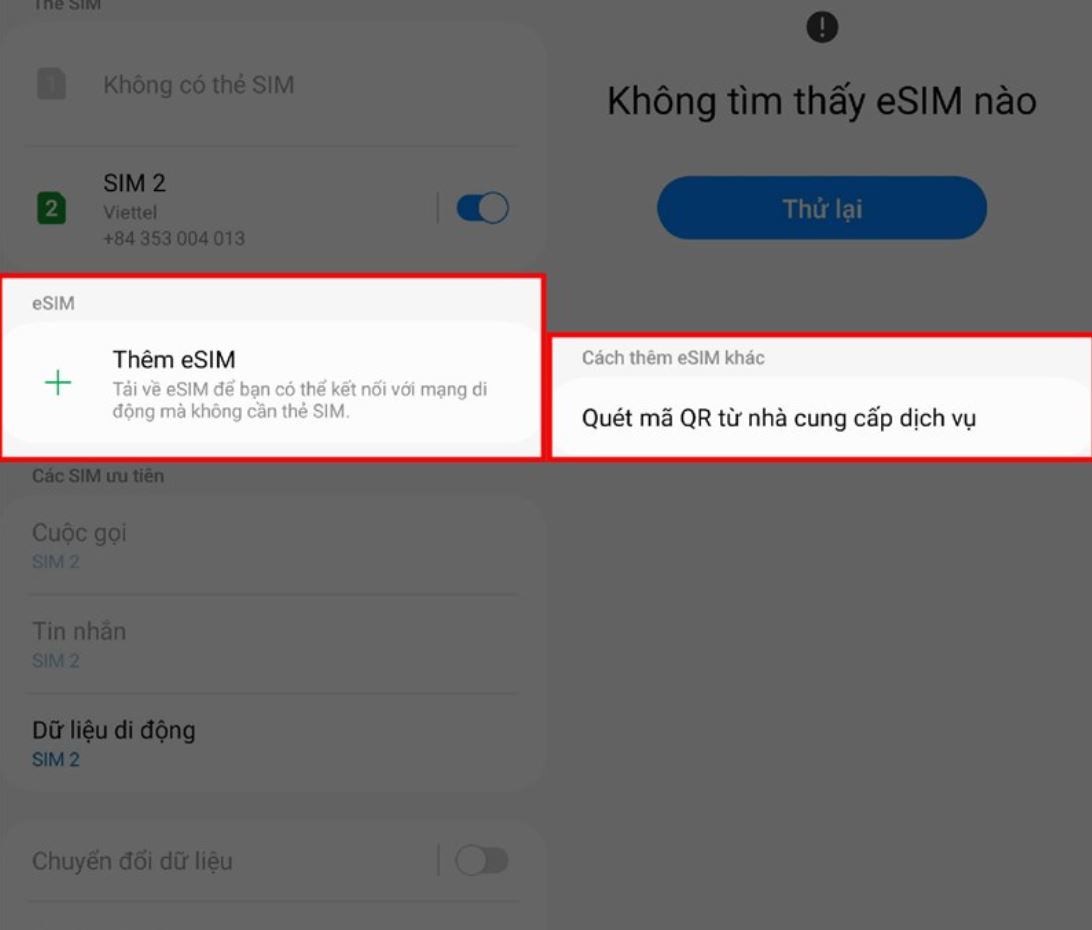 Thẻ SIM
1
Không có thẻ SIM
2
SIM 2
Viettel
+84 353 004 013
eSIM
Thêm eSIM
Tải về eSIM để bạn có thể kết nối với mạng di
động mà không cần thẻ SIM.
Các SIM ưu tiên
Cuộc gọi
SIM 2
Tin nhắn
SIM 2
Dữ liệu di động
SIM 2
Chuyển đổi dữ liệu
Không tìm thấy eSIM nào
Thử lại
Cách thêm eSIM khác
Quét mã QR từ nhà cung cấp dịch vụ